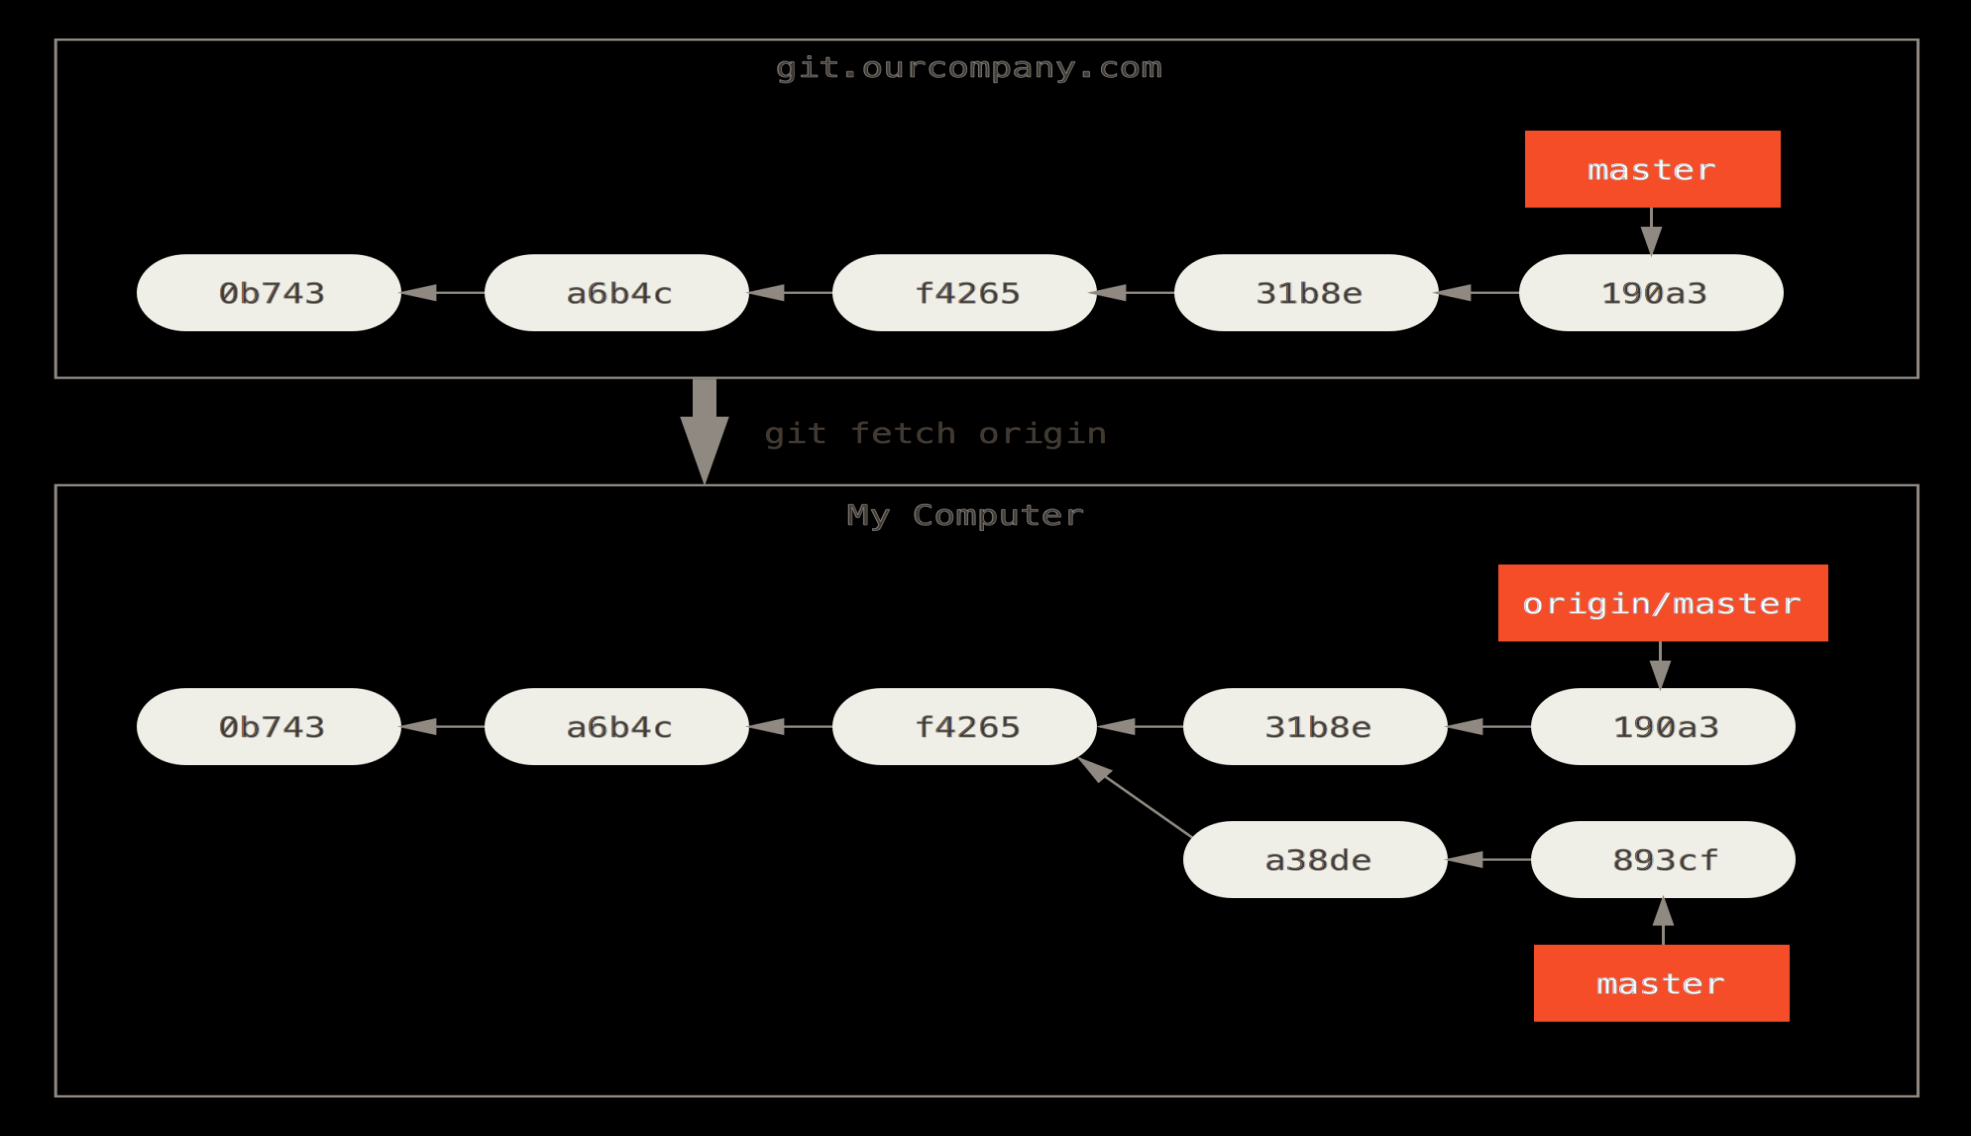 git.ourcompany.com
master
0b743 a6b4c f4265 31b8e 190a3
git fetch origin
My Computer
origin/master
0b743 a6b4c f4265 31b8e 190a3
a38de 893cf
master